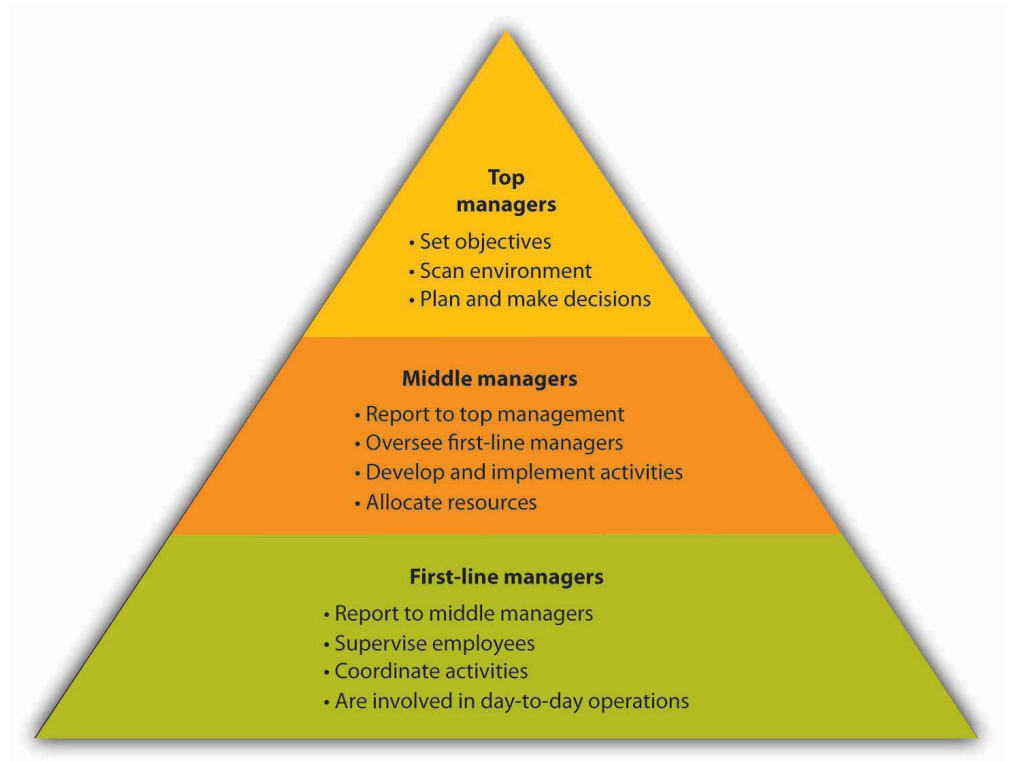 Top
managers
• Set objectives
• Scan environment
• Plan and make decisions
Middle managers
• Report to top management
• Oversee first-line managers
• Develop and implement activities
• Allocate resources
First-line managers
• Report to middle managers
• Supervise employees
• Coordinate activities
• Are involved in day-to-day operations